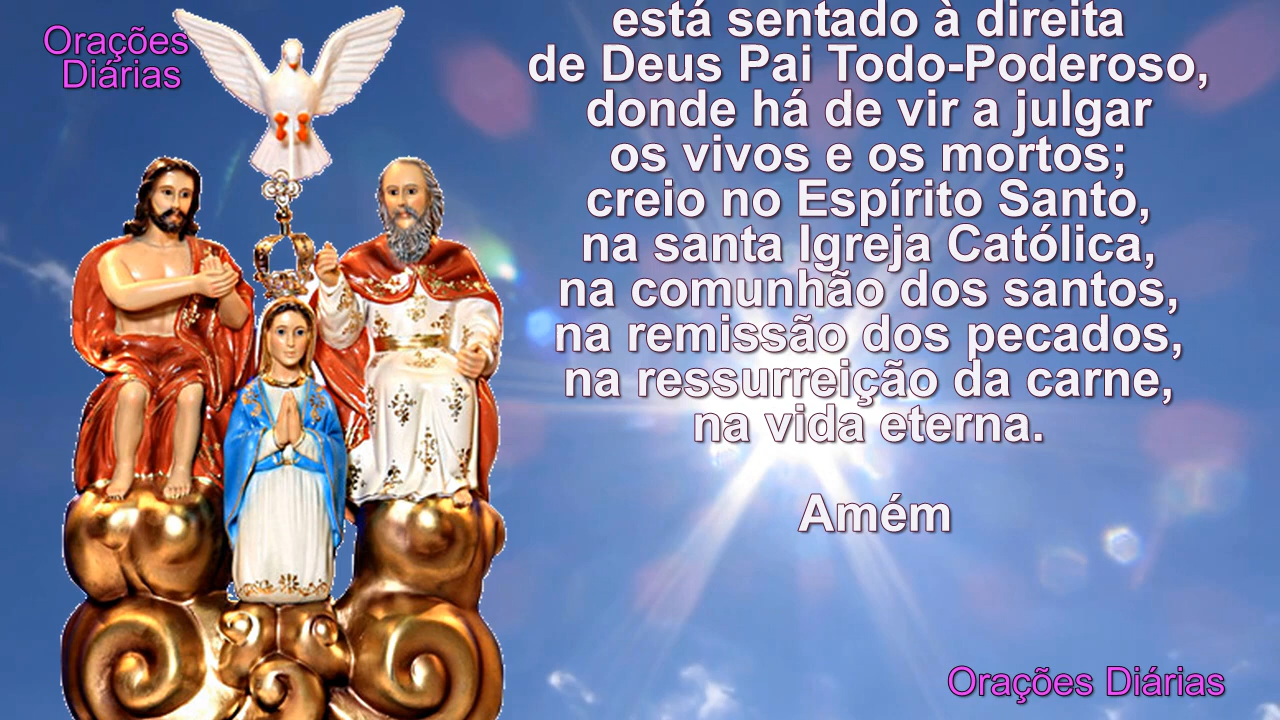 Orações
Diárias
está sentado à direita
de Deus Pai Todo-Poderoso,
donde há de vir a julgar
os vivos e os mortos;
creio no Espírito Santo,
na santa Igreja Católica,
na comunhão dos santos,
na remissão dos pecados,
na ressurreição da carne,
na vida eterna.
Amém
Orações Diárias